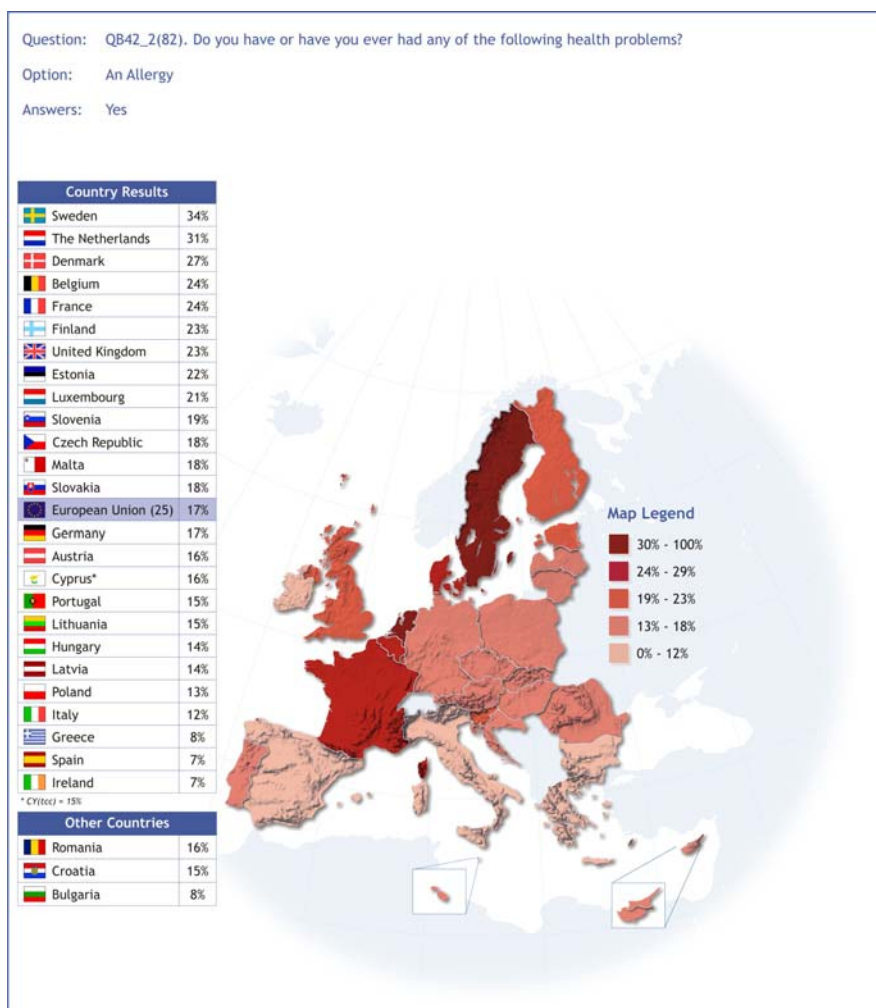 Question: QB42_2(82). Do you have or have you ever had any of the following health problems?
Option: An Allergy
Answers: Yes
Country Results
Sweden 34%
The Netherlands 31%
Denmark 27%
Belgium 24%
France 24%
Finland 23%
United Kingdom 23%
Estonia 22%
Luxembourg 21%
Slovenia 19%
Czech Republic 18%
Malta 18%
Slovakia 18%
European Union (25) 17%
Germany 17%
Austria 16%
Cyprus* 16%
Portugal 15%
Lithuania 15%
Hungary 14%
Latvia 14%
Poland 13%
Italy 12%
Greece 8%
Spain 7%
Ireland 7%
* CY(tcc) = 15%
Other Countries
Romania 16%
Croatia 15%
Bulgaria 8%
Map Legend
30% - 100%
24% - 29%
19% - 23%
13% - 18%
0% - 12%